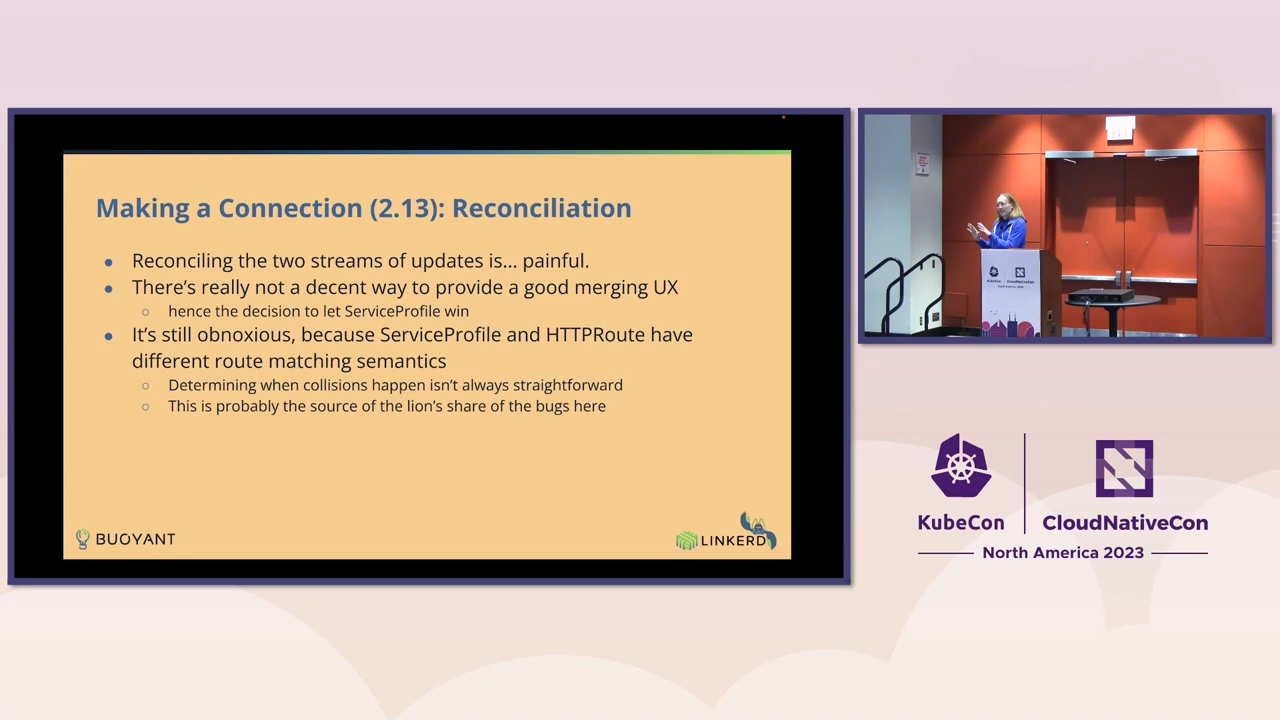 Making a Connection (2.13): Reconciliation
● Reconciling the two streams of updates is... painful.
● There's really not a decent way to provide a good merging UX
○ hence the decision to let ServiceProfile win
● It's still obnoxious, because ServiceProfile and HTTPRoute have
different route matching semantics
○ Determining when collisions happen isn't always straightforward
○ This is probably the source of the lion's share of the bugs here
BUOYANT
LINKERD
KubeCon
CloudNativeCon
North America 2023